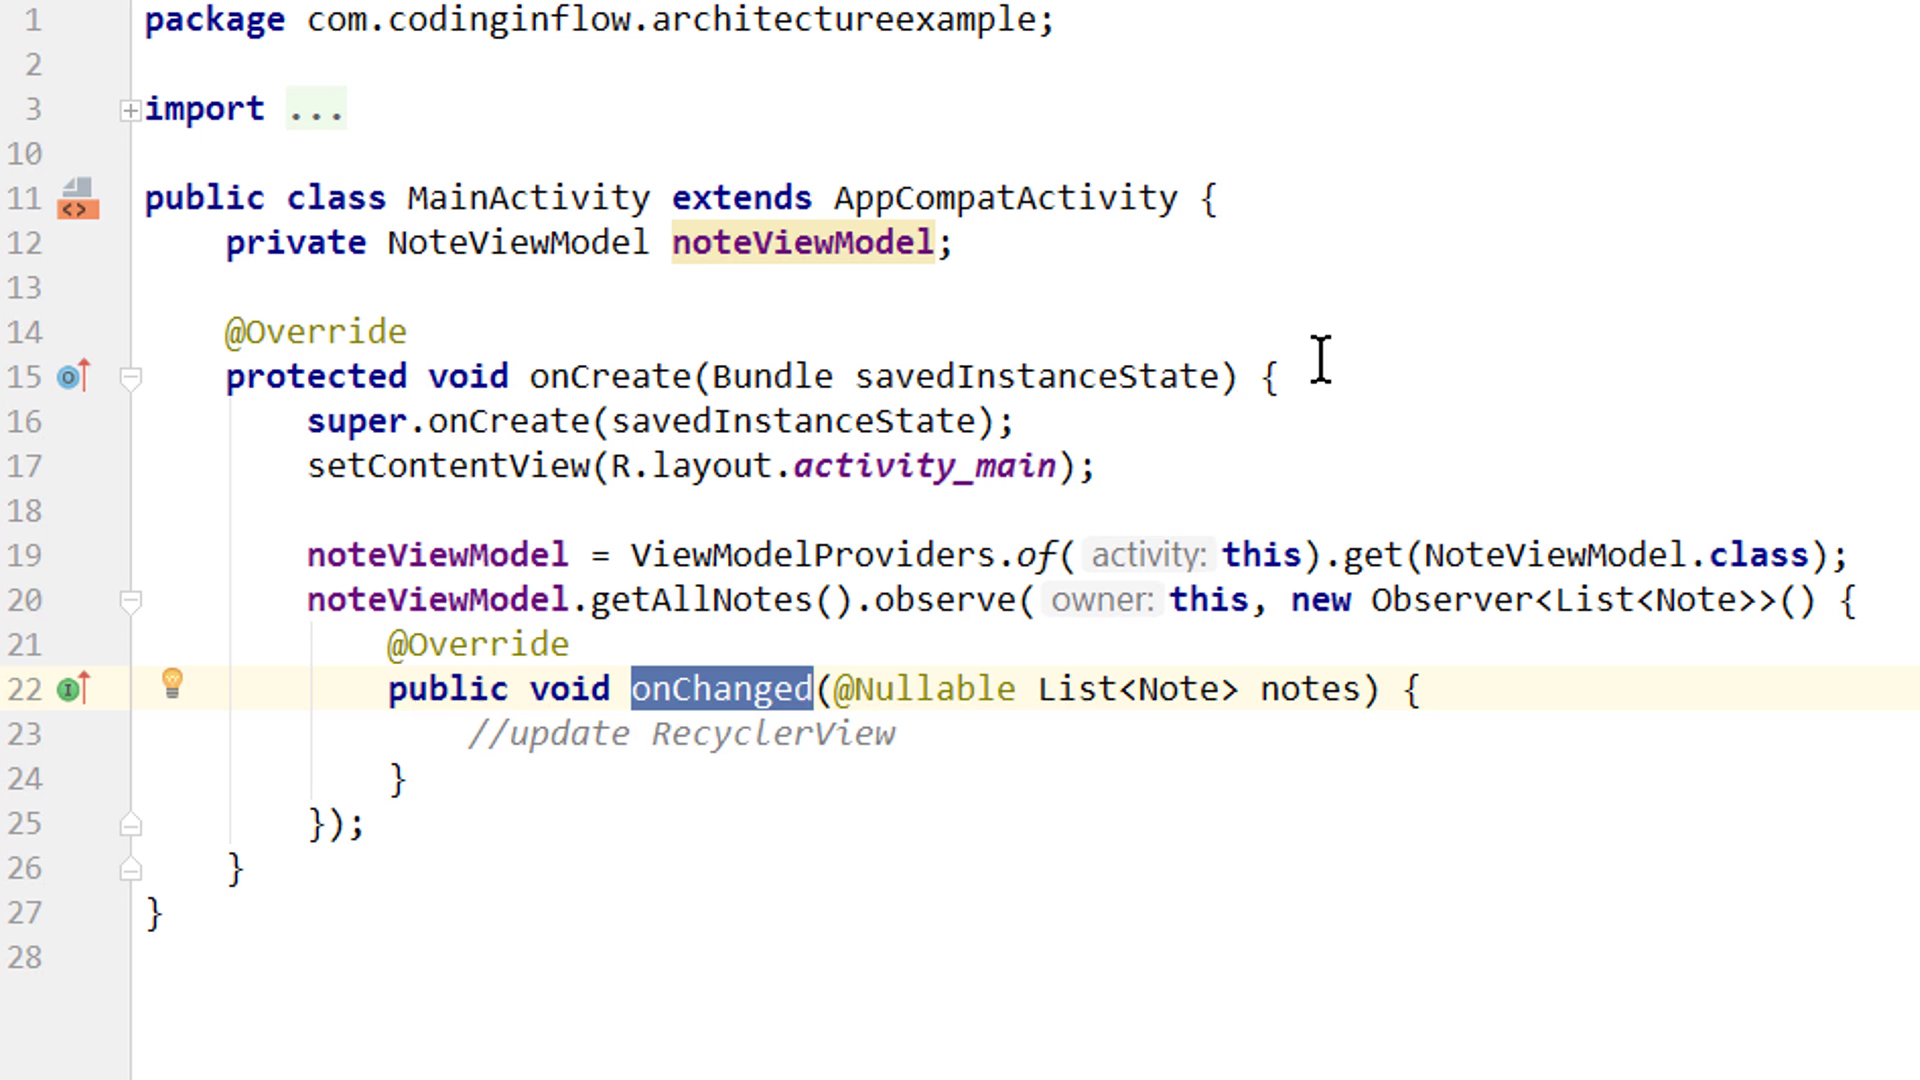 1 package com.codinginflow.architectureexample;
2
3 import ...
10
11 public class MainActivity extends AppCompatActivity {
12     private NoteViewModel noteViewModel;
13
14     @Override
15     protected void onCreate(Bundle savedInstanceState) {
16         super.onCreate(savedInstanceState);
17         setContentView(R.layout.activity_main);
18
19         noteViewModel = ViewModelProviders.of( activity: this).get(NoteViewModel.class);
20         noteViewModel.getAllNotes().observe( owner: this, new Observer<List<Note>>() {
21             @Override
22             public void onChanged(@Nullable List<Note> notes) {
23                 //update RecyclerView
24             }
25         });
26     }
27 }
28